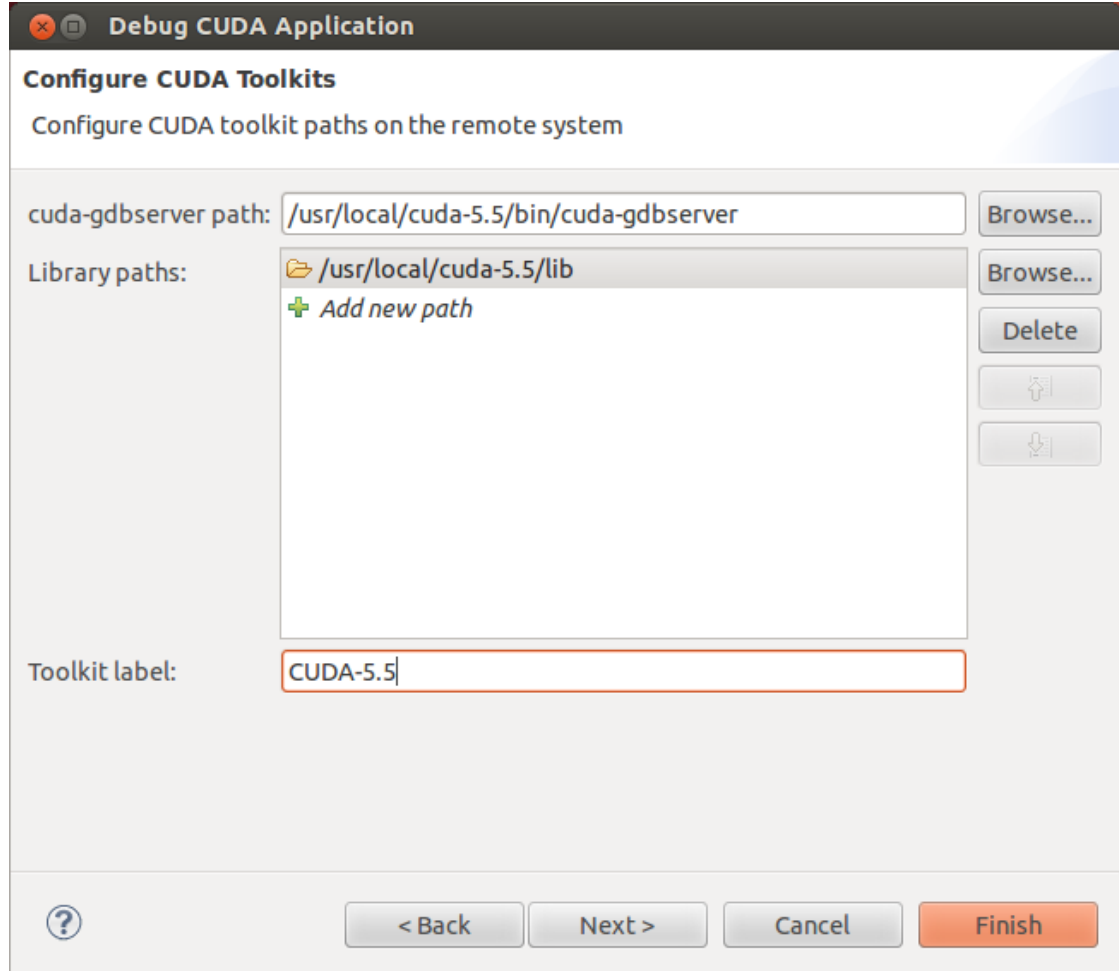 Debug CUDA Application
Configure CUDA Toolkits
Configure CUDA toolkit paths on the remote system
cuda-gdbserver path: /usr/local/cuda-5.5/bin/cuda-gdbserver Browse...
Library paths: /usr/local/cuda-5.5/lib Browse...
Add new path
Delete
Toolkit label: CUDA-5.5
? < Back Next > Cancel Finish